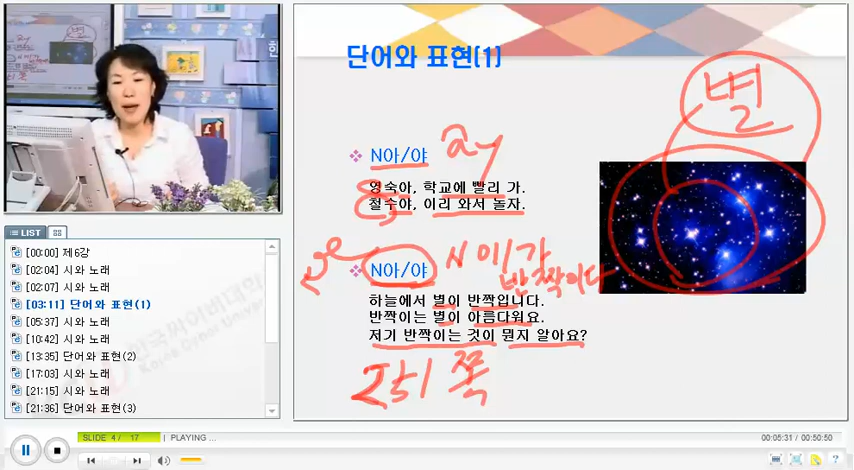 단어와 표현(1)
별
N아/야
영숙아, 학교에 빨리 가.
철수야, 이리 와서 놀자.
N아/야
N 이/가
반짝이다
하늘에서 별이 반짝입니다.
반짝이는 별이 아름다워요.
저기 반짝이는 것이 뭔지 알아요?
쪽
LIST
[00:00] 제6강
[02:04] 시와 노래
[02:07] 시와 노래
[03:11] 단어와 표현(1)
[05:37] 시와 노래
[10:42] 시와 노래
[13:35] 단어와 표현(2)
[17:03] 시와 노래
[21:15] 시와 노래
[21:36] 단어와 표현(3)
SLIDE 4 / 17 | PLAYING ...
00:05:31 / 00:50:50